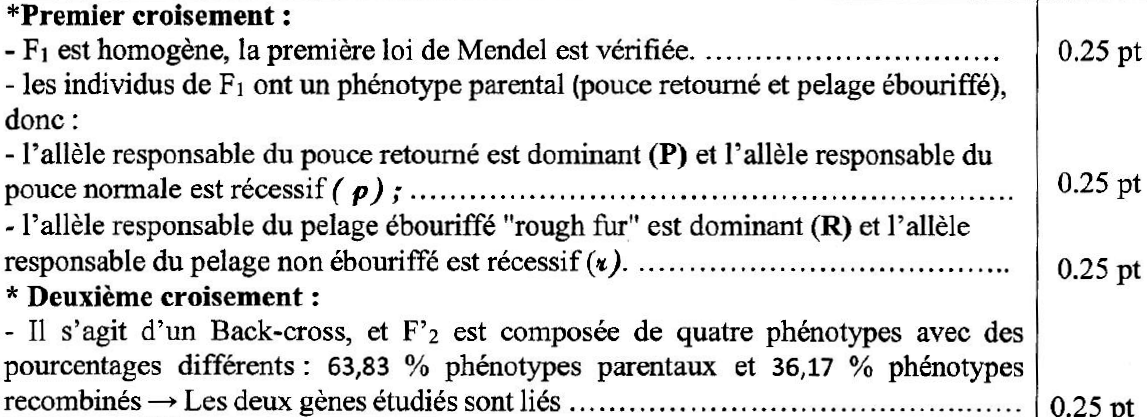 *Premier croisement :
- F₁ est homogène, la première loi de Mendel est vérifiée. .............................. 0.25 pt
- les individus de F₁ ont un phénotype parental (pouce retourné et pelage ébouriffé),
donc :
- l'allèle responsable du pouce retourné est dominant (P) et l'allèle responsable du
pouce normale est récessif ( p ) ; ............................................................. 0.25 pt
- l'allèle responsable du pelage ébouriffé "rough fur" est dominant (R) et l'allèle
responsable du pelage non ébouriffé est récessif (r). ...................................... 0.25 pt
* Deuxième croisement :
- Il s'agit d'un Back-cross, et F'₂ est composée de quatre phénotypes avec des
pourcentages différents : 63,83 % phénotypes parentaux et 36,17 % phénotypes
recombinés → Les deux gènes étudiés sont liés .............................................. 0.25 pt